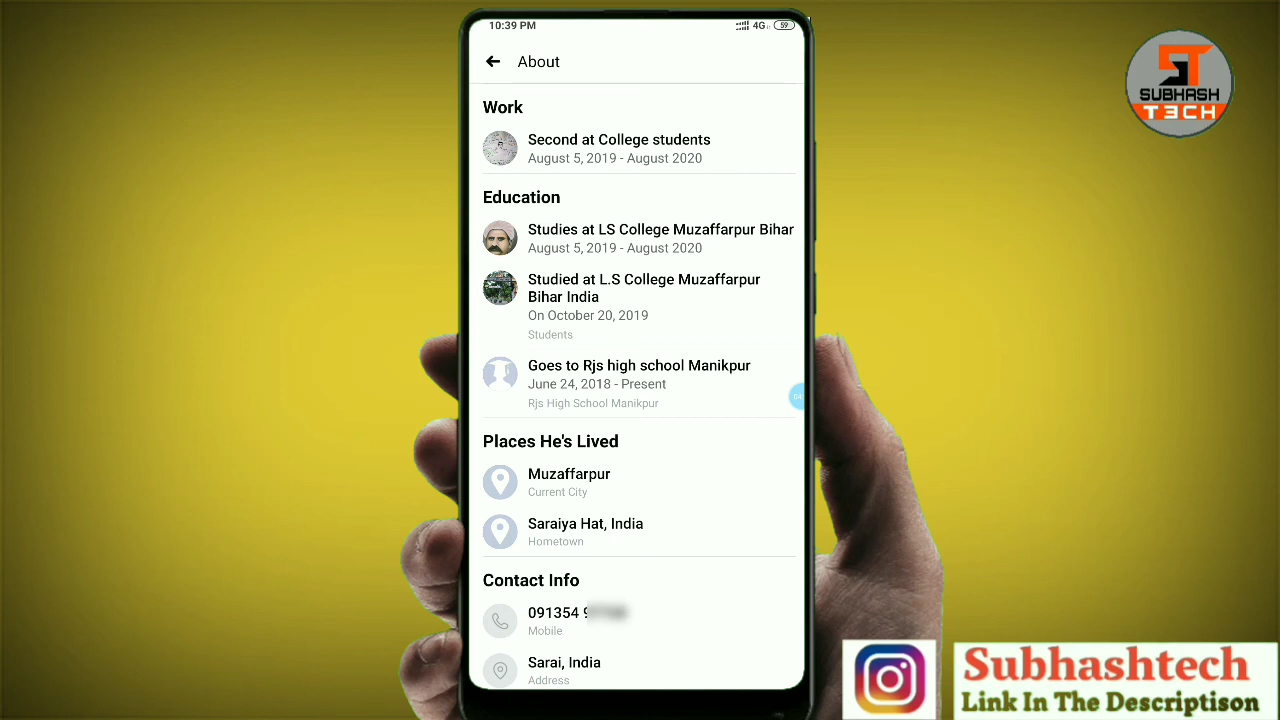 10:39 PM
4G
59
About
SUBHASH
T3CH
Work
Second at College students
August 5, 2019 - August 2020
Education
Studies at LS College Muzaffarpur Bihar
August 5, 2019 - August 2020
Studied at L.S College Muzaffarpur
Bihar India
On October 20, 2019
Students
Goes to Rjs high school Manikpur
June 24, 2018 - Present
Rjs High School Manikpur
Places He's Lived
Muzaffarpur
Current City
Saraiya Hat, India
Hometown
Contact Info
091354
Mobile
Sarai, India
Address
Subhashtech
Link In The Descriptison